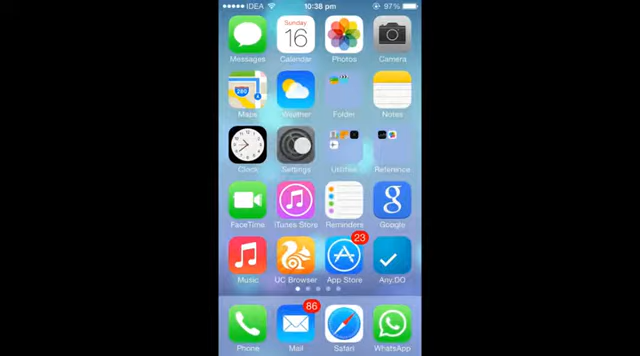 IDEA 10:38 pm 97%
Sunday
16
Messages Calendar Photos Camera
280
Maps Weather Folder Notes
Clock Settings Utilities Reference
g
FaceTime iTunes Store Reminders Google
23
Music UC Browser App Store Any.DO
86
Phone Mail Safari WhatsApp